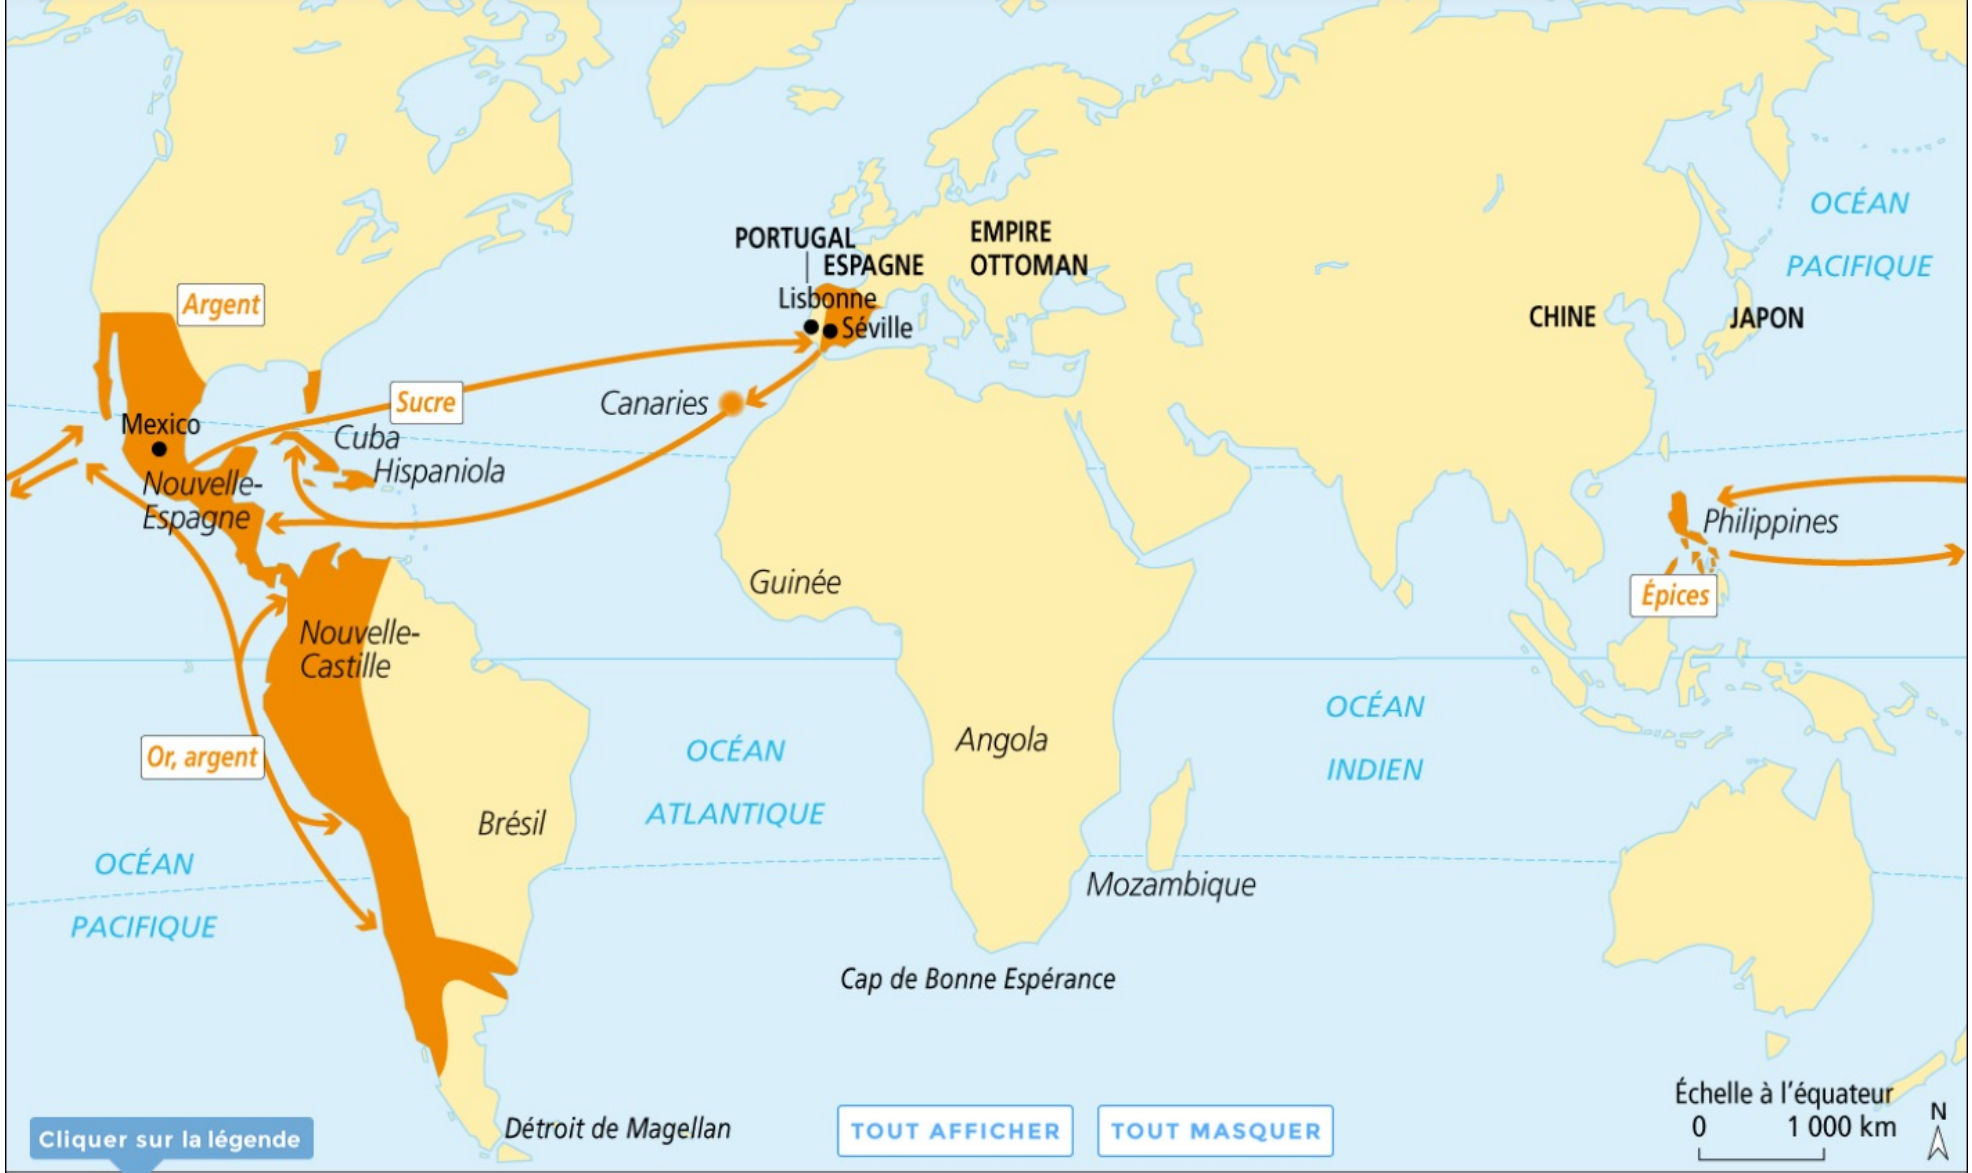 PORTUGAL
ESPAGNE
EMPIRE
OTTOMAN
OCÉAN
PACIFIQUE
Lisbonne
Séville
CHINE
JAPON
Argent
Sucre
Canaries
Mexico
Cuba
Hispaniola
Nouvelle-
Espagne
Philippines
Épices
Guinée
Nouvelle-
Castille
Or, argent
OCÉAN
ATLANTIQUE
Angola
OCÉAN
INDIEN
Brésil
OCÉAN
PACIFIQUE
Mozambique
Cap de Bonne Espérance
Détroit de Magellan
Cliquer sur la légende
TOUT AFFICHER
TOUT MASQUER
Échelle à l'équateur
0 1 000 km
N